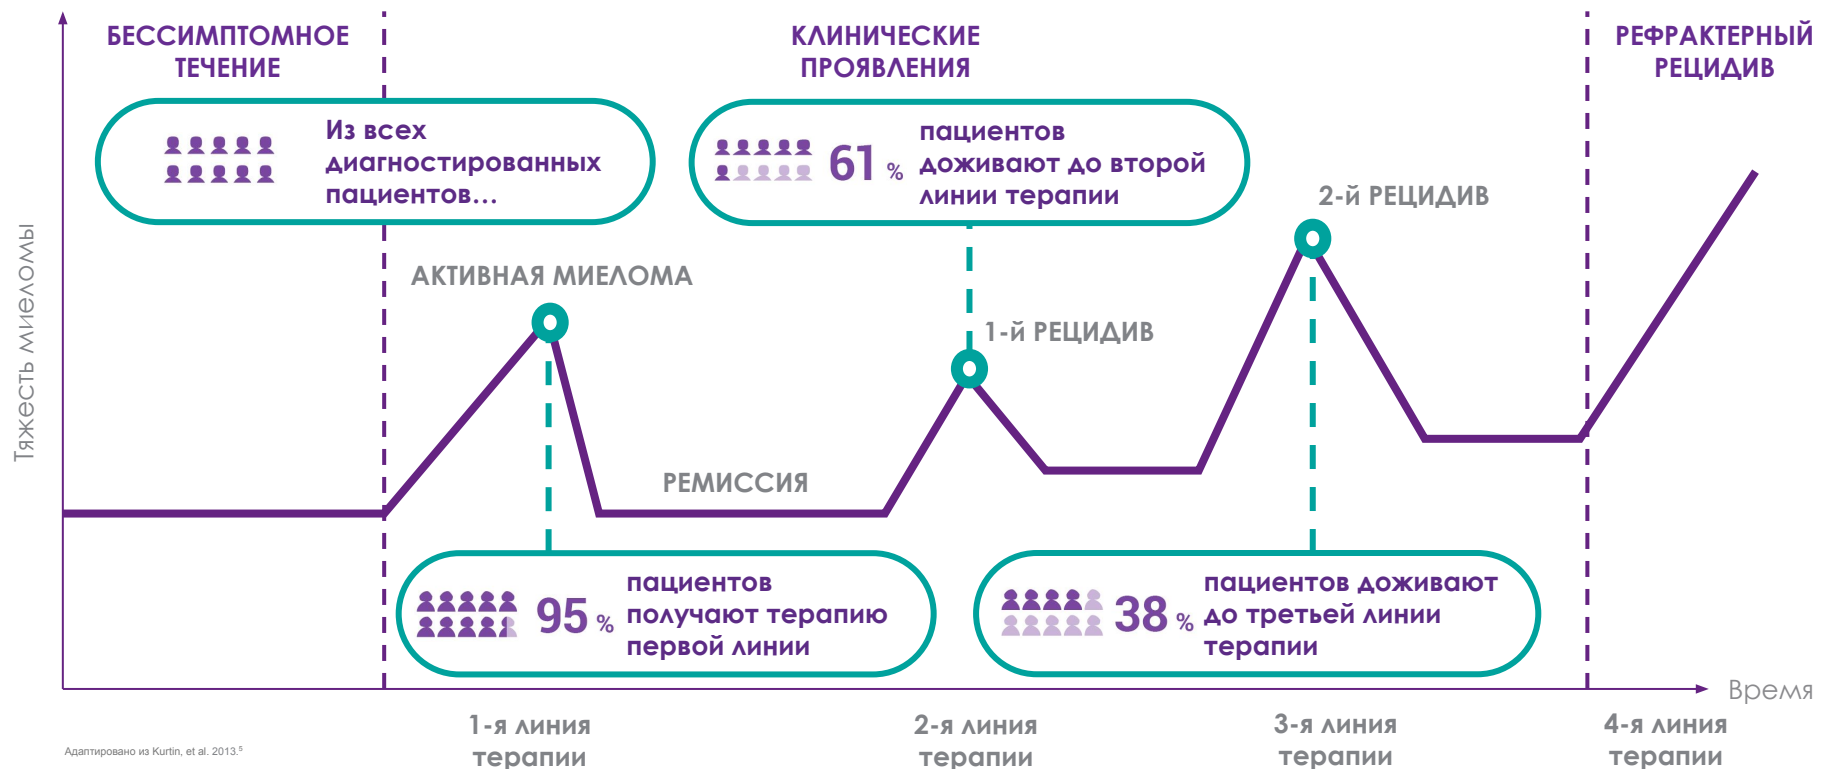 БЕССИМПТОМНОЕ
ТЕЧЕНИЕ
КЛИНИЧЕСКИЕ
ПРОЯВЛЕНИЯ
РЕФРАКТЕРНЫЙ
РЕЦИДИВ
Из всех
диагностированных
пациентов...
61 %
пациентов
доживают до второй
линии терапии
2-й РЕЦИДИВ
АКТИВНАЯ МИЕЛОМА
1-й РЕЦИДИВ
Тяжесть миеломы
РЕМИССИЯ
95 %
пациентов
получают терапию
первой линии
38 %
пациентов доживают
до третьей линии
терапии
Время
1-я линия
терапии
2-я линия
терапии
3-я линия
терапии
4-я линия
терапии
Адаптировано из Kurtin, et al. 2013.⁵